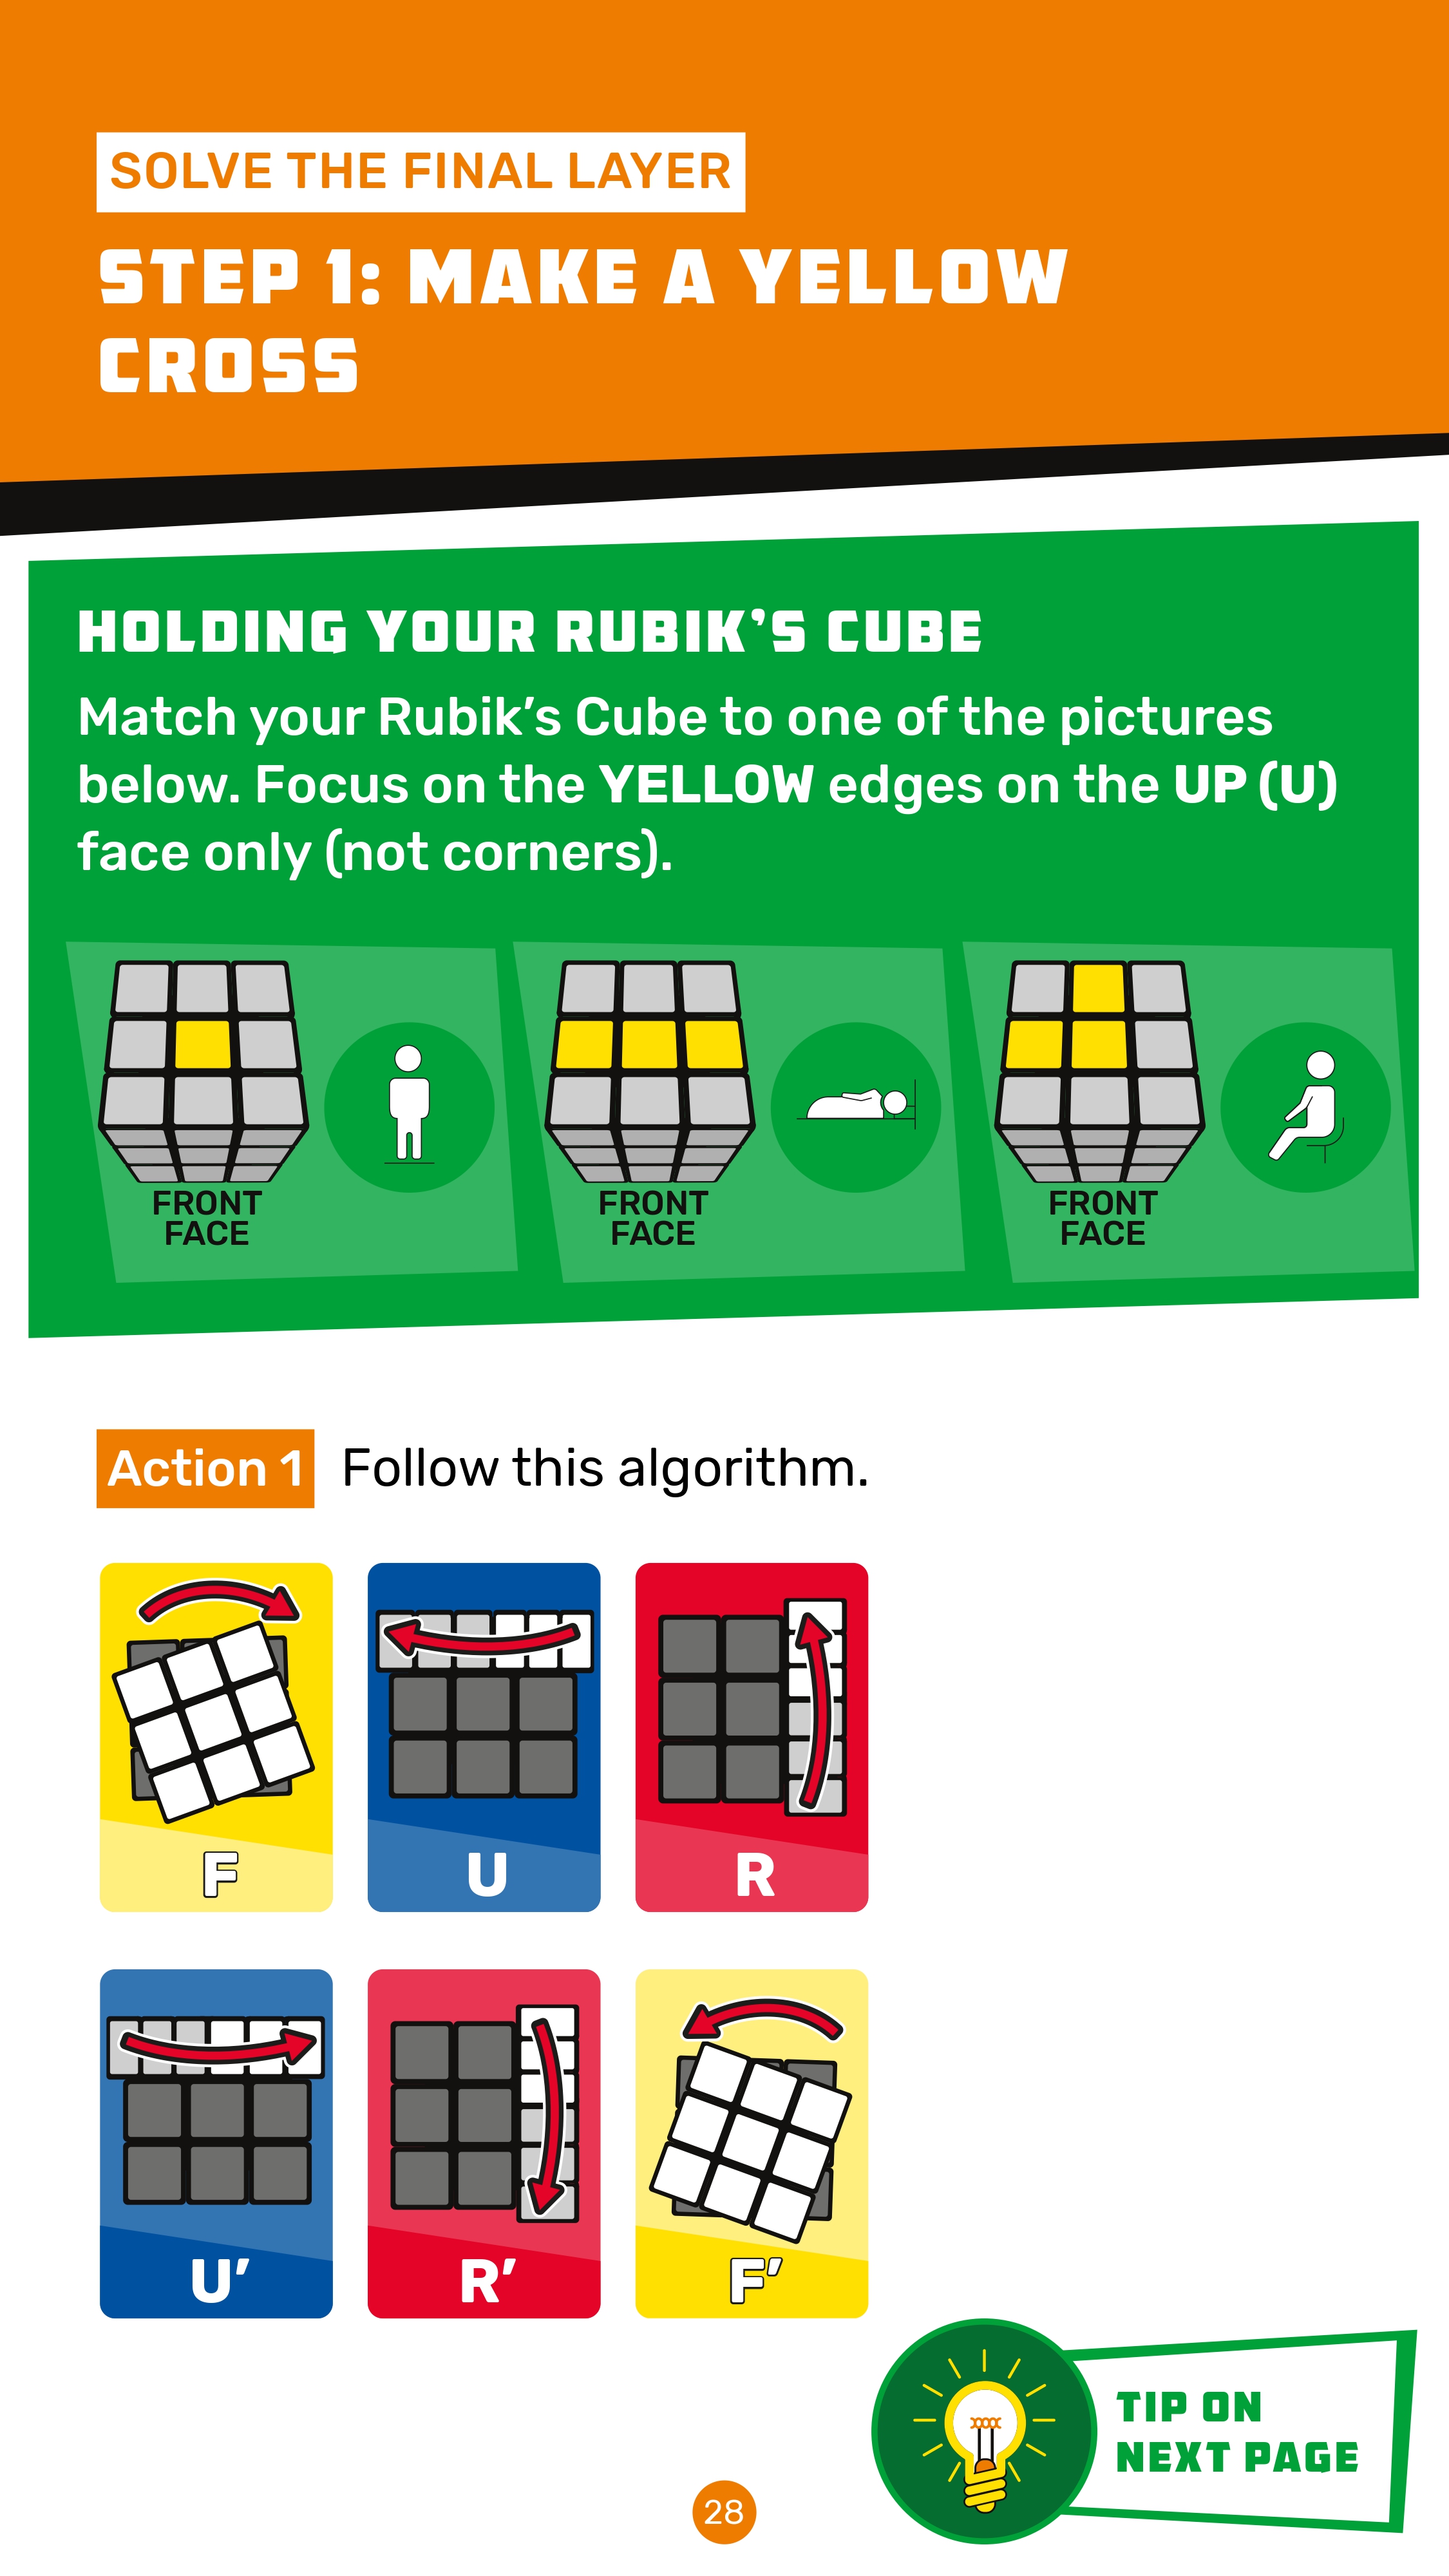 SOLVE THE FINAL LAYER
STEP 1: MAKE A YELLOW
CROSS
HOLDING YOUR RUBIK'S CUBE
Match your Rubik's Cube to one of the pictures
below. Focus on the YELLOW edges on the UP (U)
face only (not corners).
FRONT
FACE
FRONT
FACE
FRONT
FACE
Action 1 Follow this algorithm.
F U R
U' R' F'
TIP ON
NEXT PAGE
28